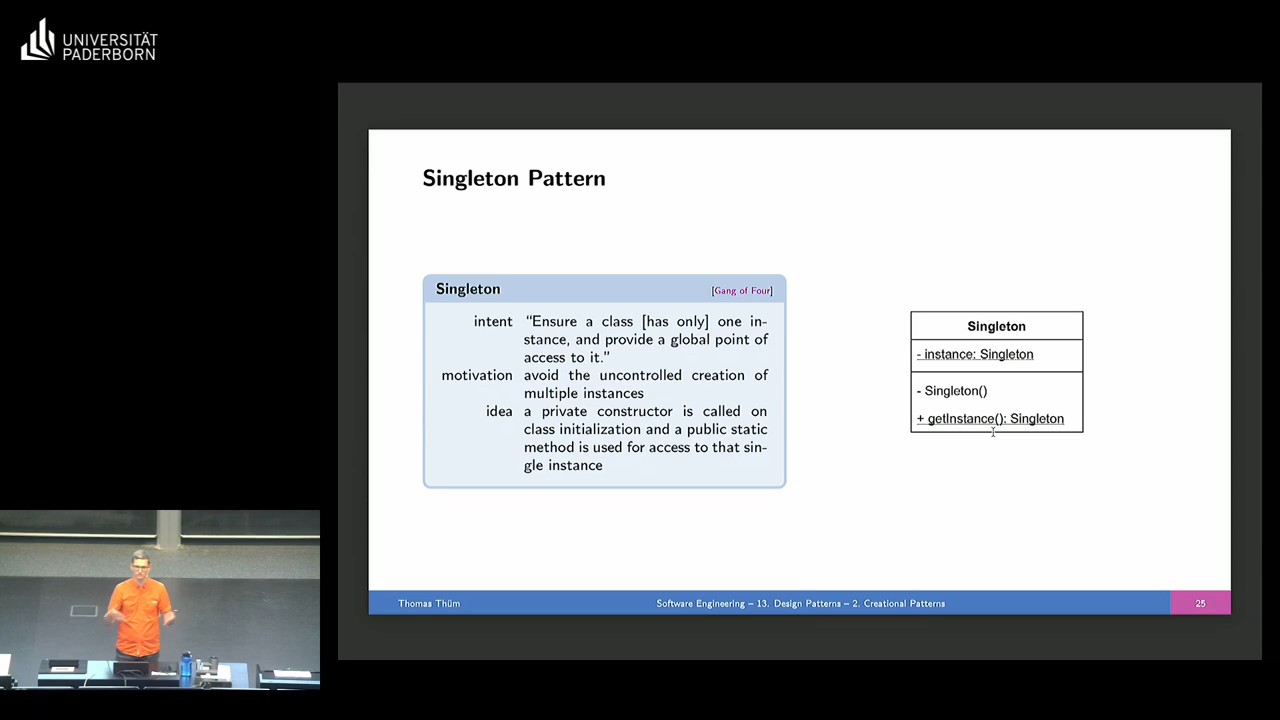 UNIVERSITÄT
PADERBORN
Singleton Pattern
Singleton [Gang of Four]
intent “Ensure a class [has only] one in-
stance, and provide a global point of
access to it.”
motivation avoid the uncontrolled creation of
multiple instances
idea a private constructor is called on
class initialization and a public static
method is used for access to that sin-
gle instance
Singleton
- instance: Singleton
- Singleton()
+ getInstance(): Singleton
Thomas Thüm Software Engineering – 13. Design Patterns – 2. Creational Patterns 25